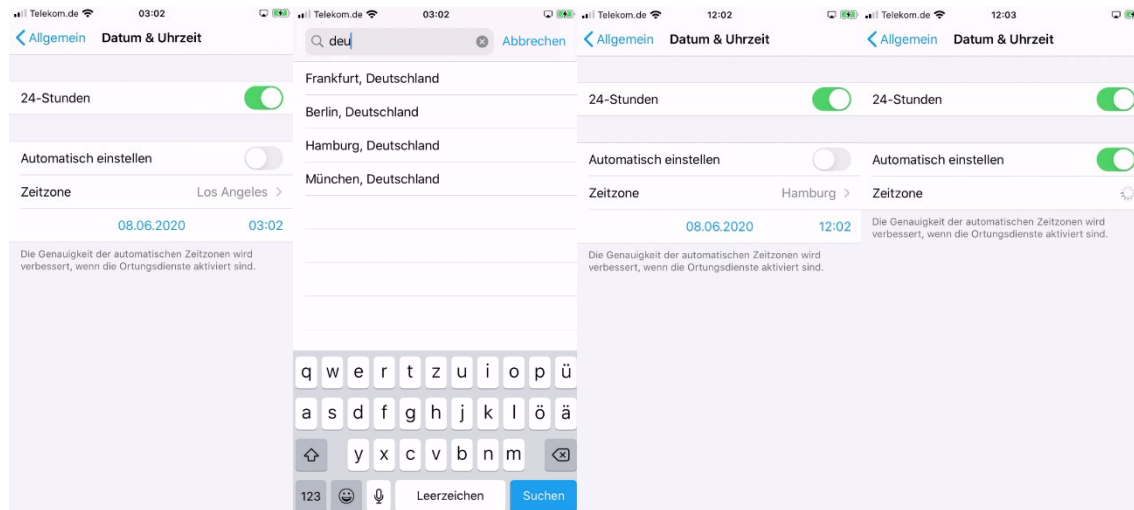 Telekom.de 03:02
Allgemein Datum & Uhrzeit
24-Stunden
Automatisch einstellen
Zeitzone Los Angeles
08.06.2020 03:02
Die Genauigkeit der automatischen Zeitzonen wird
verbessert, wenn die Ortungsdienste aktiviert sind.
Telekom.de 03:02
deu Abbrechen
Frankfurt, Deutschland
Berlin, Deutschland
Hamburg, Deutschland
München, Deutschland
q w e r t z u i o p ü
a s d f g h j k l ö ä
y x c v b n m
123 Leerzeichen Suchen
Telekom.de 12:02
Allgemein Datum & Uhrzeit
24-Stunden
Automatisch einstellen
Zeitzone Hamburg
08.06.2020 12:02
Die Genauigkeit der automatischen Zeitzonen wird
verbessert, wenn die Ortungsdienste aktiviert sind.
Telekom.de 12:03
Allgemein Datum & Uhrzeit
24-Stunden
Automatisch einstellen
Zeitzone
Die Genauigkeit der automatischen Zeitzonen wird
verbessert, wenn die Ortungsdienste aktiviert sind.